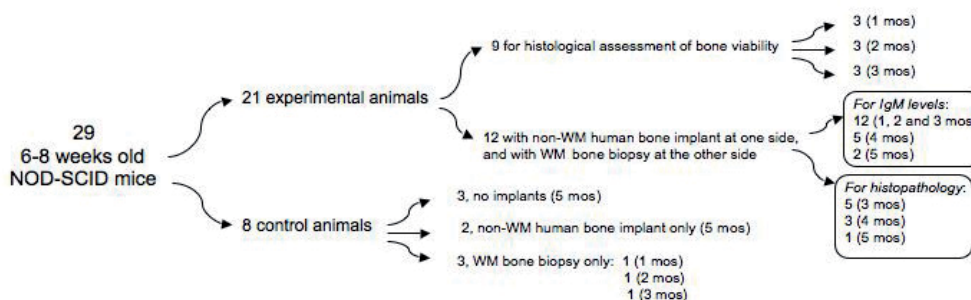 29
6-8 weeks old
NOD-SCID mice
21 experimental animals
9 for histological assessment of bone viability
3 (1 mos)
3 (2 mos)
3 (3 mos)
12 with non-WM human bone implant at one side,
and with WM bone biopsy at the other side
For IgM levels:
12 (1, 2 and 3 mos
5 (4 mos)
2 (5 mos)
For histopathology:
5 (3 mos)
3 (4 mos)
1 (5 mos)
8 control animals
3, no implants (5 mos)
2, non-WM human bone implant only (5 mos)
3, WM bone biopsy only: 1 (1 mos)
1 (2 mos)
1 (3 mos)